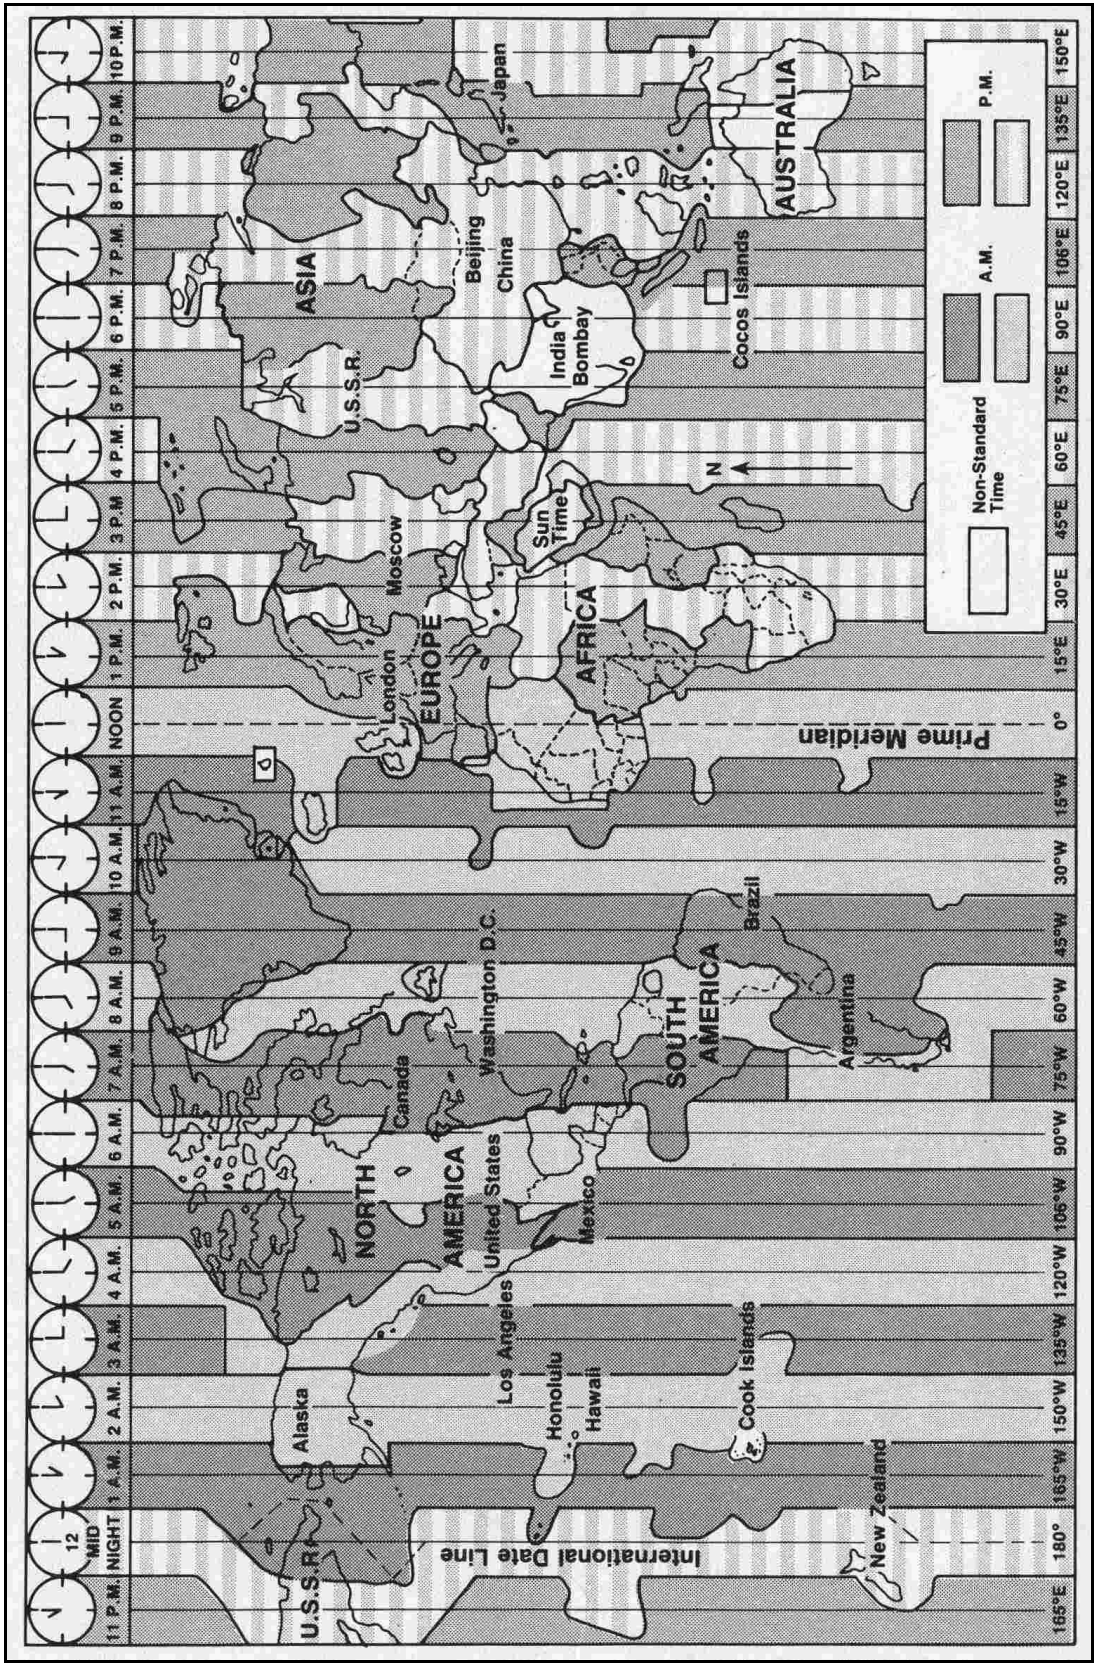 11 P.M.
12
MID
NIGHT
1 A.M.
2 A.M.
3 A.M.
4 A.M.
5 A.M.
6 A.M.
7 A.M.
8 A.M.
9 A.M.
10 A.M.
11 A.M.
NOON
1 P.M.
2 P.M.
3 P.M
4 P.M.
5 P.M.
6 P.M.
7 P.M.
8 P.M.
9 P.M.
10 P.M.
U.S.S.R.
Alaska
NORTH
AMERICA
Canada
United States
Washington D.C.
Los Angeles
Honolulu
Hawaii
Mexico
Cook Islands
New Zealand
International Date Line
SOUTH
AMERICA
Brazil
Argentina
London
EUROPE
Moscow
AFRICA
Sun
Time
Prime Meridian
U.S.S.R.
ASIA
Beijing
China
India
Bombay
Japan
Cocos Islands
AUSTRALIA
N
Non-Standard
Time
A.M.
P.M.
165°E
180°
165°W
150°W
135°W
120°W
106°W
90°W
75°W
60°W
45°W
30°W
15°W
0°
15°E
30°E
45°E
60°E
75°E
90°E
106°E
120°E
135°E
150°E